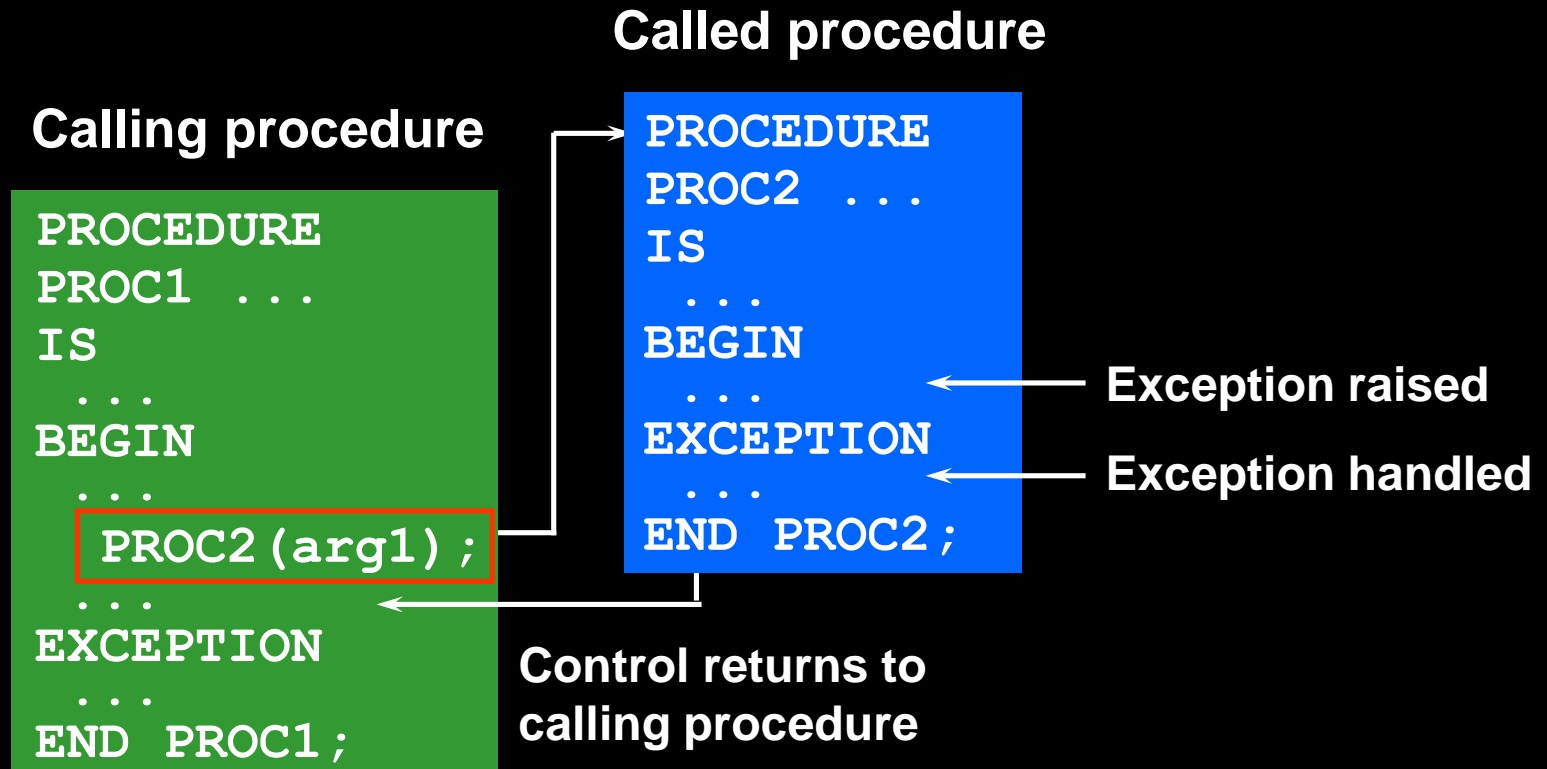 Called procedure
Calling procedure
PROCEDURE
PROC1 ...
IS
...
BEGIN
...
PROC2(arg1);
...
EXCEPTION
...
END PROC1;
PROCEDURE
PROC2 ...
IS
...
BEGIN
...
EXCEPTION
...
END PROC2;
Exception raised
Exception handled
Control returns to
calling procedure